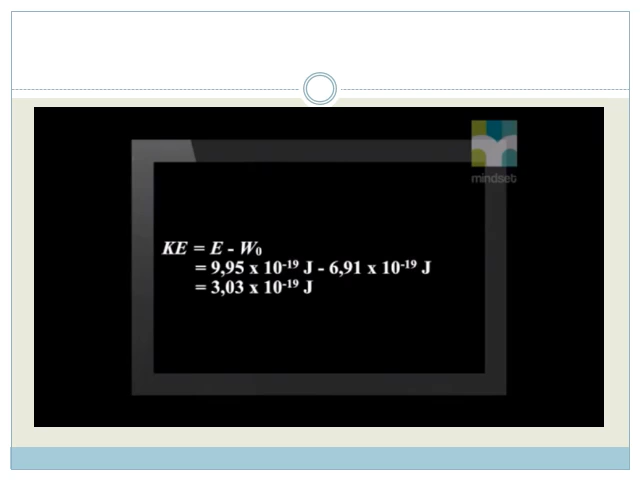 mindset
KE = E - W₀
= 9,95 x 10⁻¹⁹ J - 6,91 x 10⁻¹⁹ J
= 3,03 x 10⁻¹⁹ J